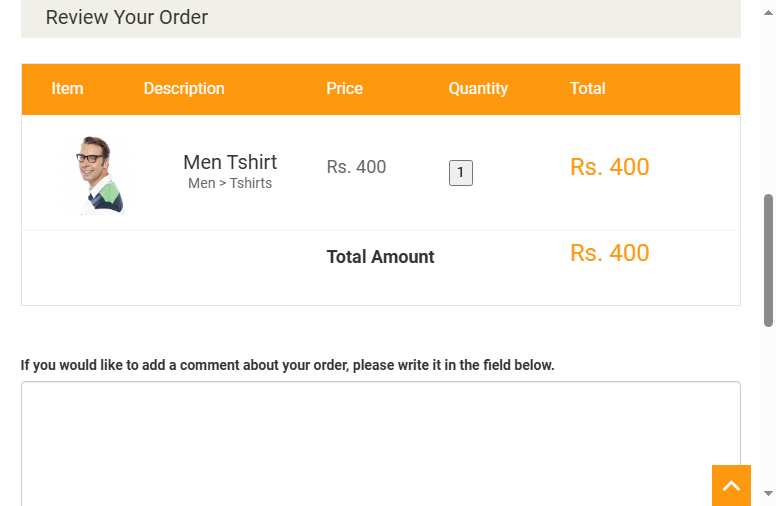 Review Your Order
Item Description Price Quantity Total
Men Tshirt Rs. 400 1 Rs. 400
Men > Tshirts
Total Amount Rs. 400
If you would like to add a comment about your order, please write it in the field below.